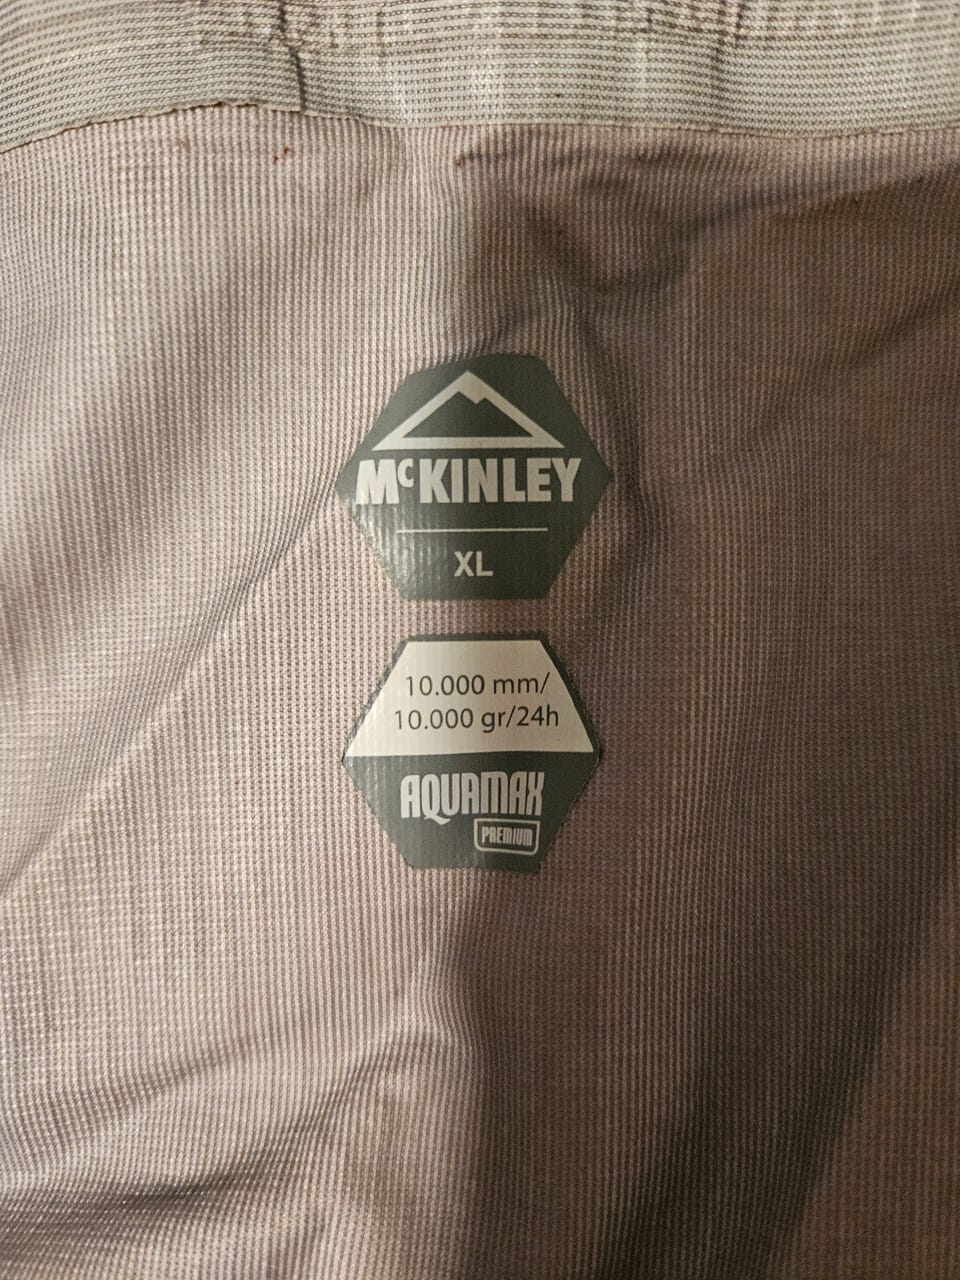 McKINLEY
XL
10.000 mm/
10.000 gr/24h
AQUAMAX
PREMIUM